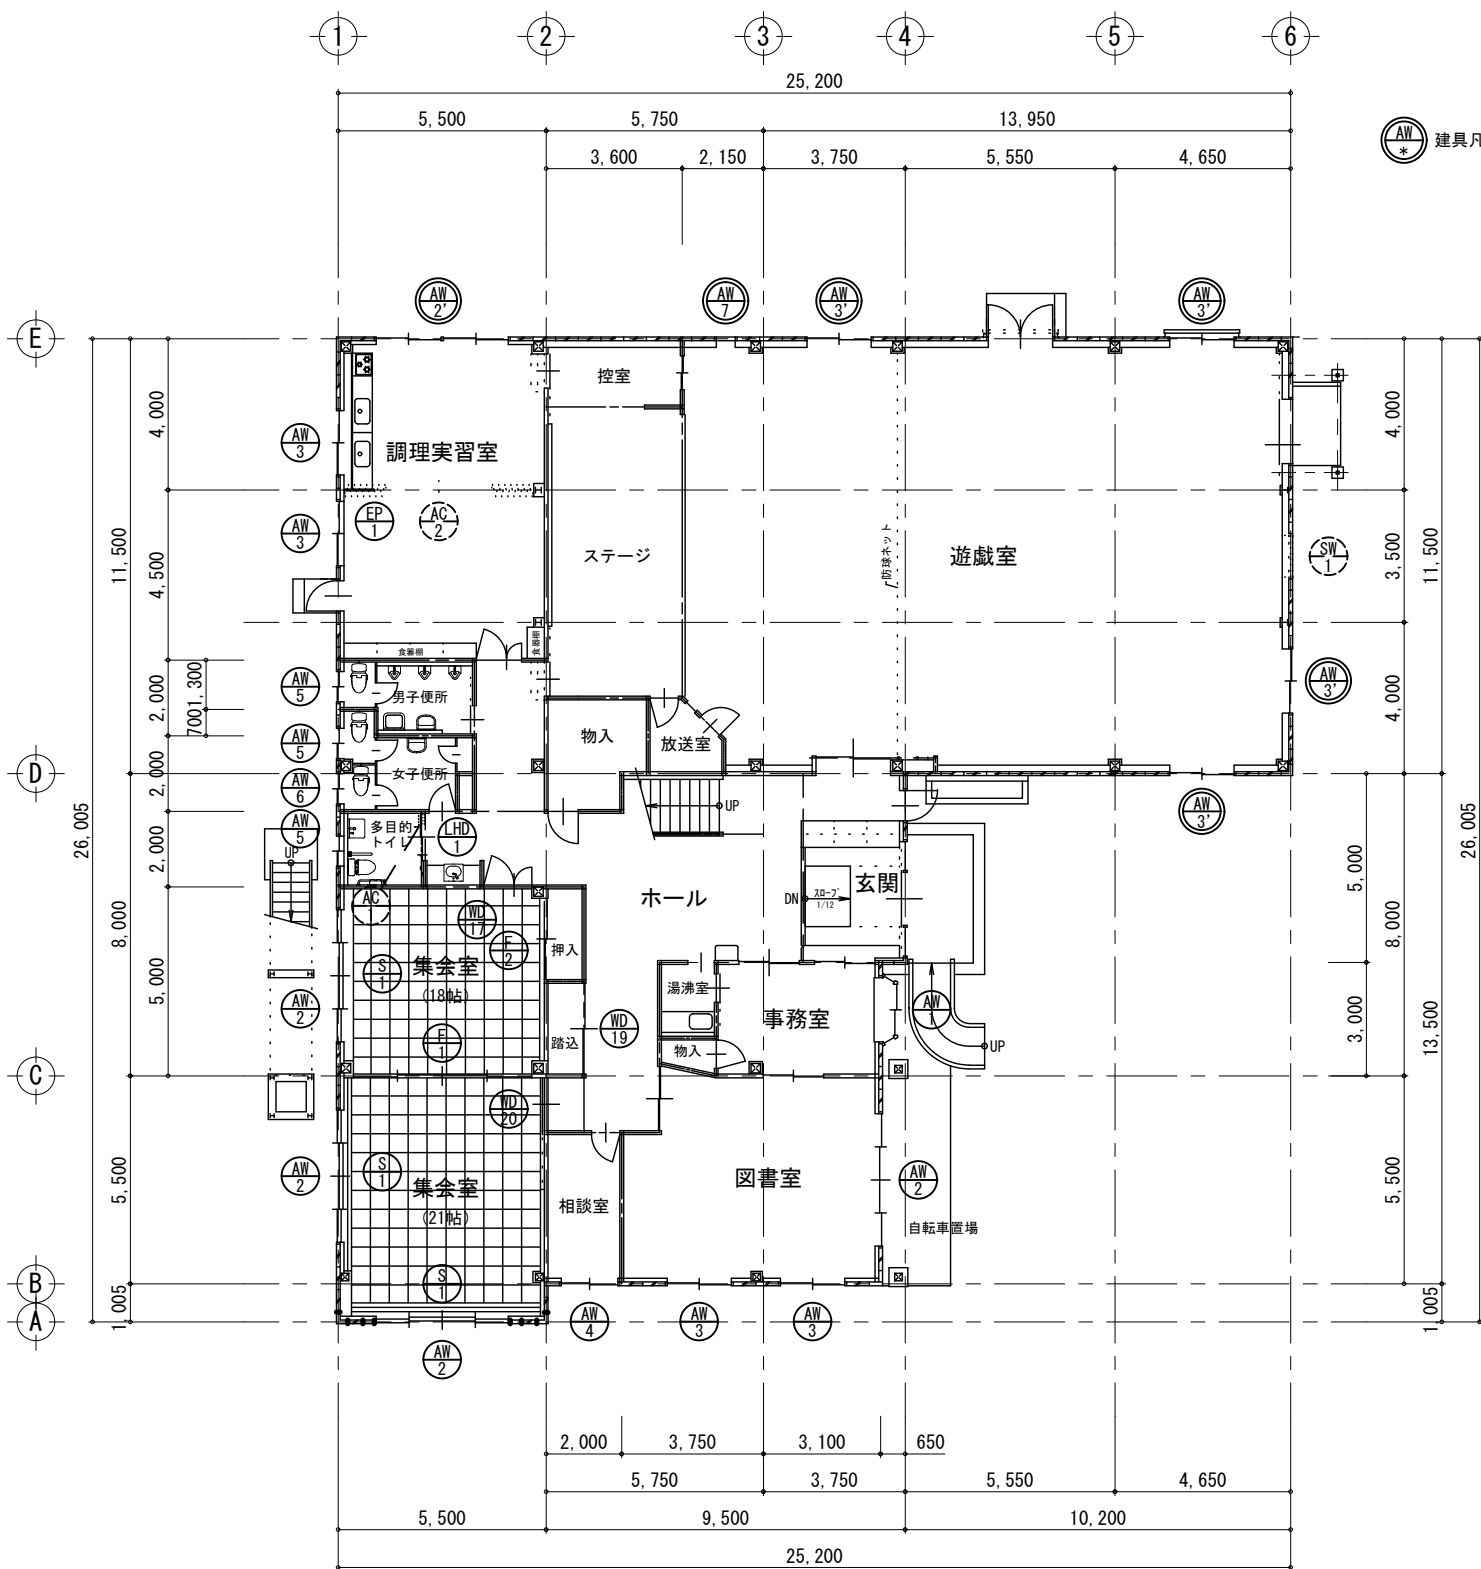 1 2 3 4 5 6
25,200
5,500 5,750 13,950
3,600 2,150 3,750 5,550 4,650
AW * 建具凡
AW 2' AW 7 AW 3' AW 3'
E
控室
4,000
AW 3
調理実習室
4,000
EP 1
AC 2
AW 3
11,500
4,500
ステージ
防球ネット
遊戯室
SW 1
3,500
11,500
食器棚
食器棚
AW 5
男子便所
1,300
700
2,000
AW 3'
4,000
AW 5
物入
放送室
女子便所
D
AW 6
2,000
UP
AW 3'
26,005
AW 5
多目的
トイレ
LHD 1
2,000
UP
26,005
5,000
AC 1
ホール
玄関
DN
スロープ
1/12
WD 17
F 2
押入
8,000
8,000
S 1
集会室
(18帖)
5,000
湯沸室
AW 2
AW 1
WD 19
事務室
3,000
F 1
踏込
物入
UP
13,500
C
WD 20
AW 2
S 1
集会室
(21帖)
5,500
図書室
AW 2
5,500
相談室
自転車置場
B
S 1
A
1,005
AW 4 AW 3 AW 3
1,005
AW 2
2,000 3,750 3,100 650
5,750 3,750 5,550 4,650
5,500 9,500 10,200
25,200